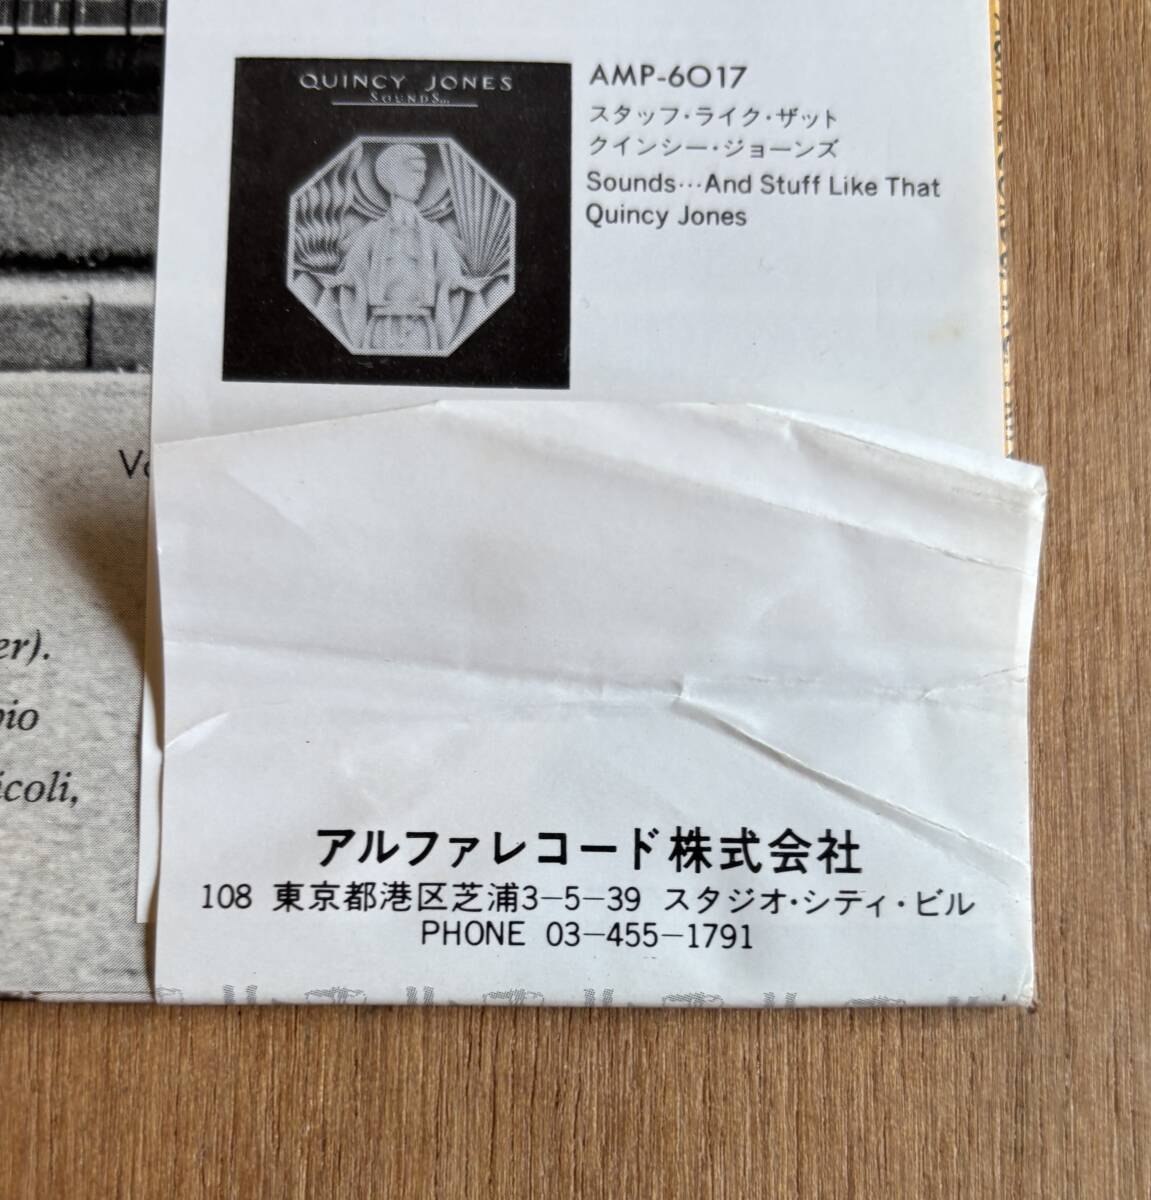 QUINCY JONES
SOUNDS...
AMP-6017
スタッフ・ライク・ザット
クインシー・ジョーンズ
Sounds…And Stuff Like That
Quincy Jones
er).
icoli,
アルファレコード株式会社
108 東京都港区芝浦3-5-39 スタジオ・シティ・ビル
PHONE 03-455-1791